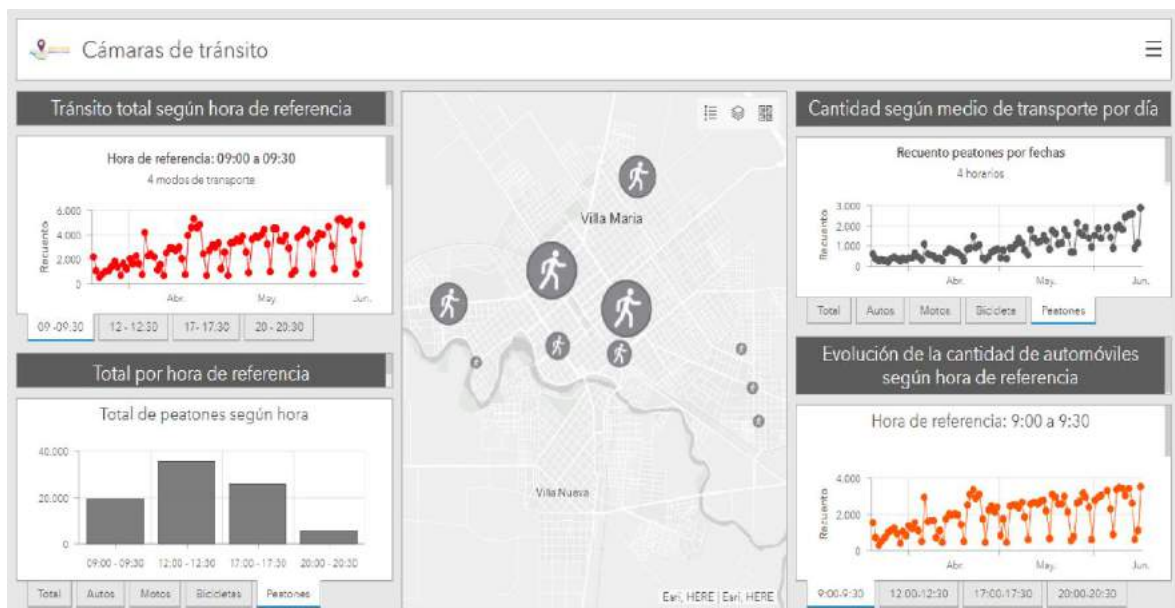 Cámaras de tránsito
Tránsito total según hora de referencia
Hora de referencia: 09:00 a 09:30
4 modos de transporte
Recuento
6.000
4.000
2.000
0
Abr.
May.
Jun.
09 -09:30
12 - 12:30
17- 17:30
20 - 20:30
Total por hora de referencia
Total de peatones según hora
40.000
20.000
0
09:00 - 09:30
12:00 - 12:30
17:00 - 17:30
20:00 - 20:30
Total
Autos
Motos
Bicicletas
Peatones
Villa Maria
Villa Nueva
Esri, HERE | Esri, HERE
Cantidad según medio de transporte por día
Recuento peatones por fechas
4 horarios
Recuento
3.000
2.000
1.000
0
Abr.
May.
Jun.
Total
Autos
Motos
Bicicleta
Peatones
Evolución de la cantidad de automóviles
según hora de referencia
Hora de referencia: 9:00 a 9:30
Recuento
4.000
2.000
0
Abr.
May.
Jun.
9:00-9:30
12:00-12:30
17:00-17:30
20:00-20:30